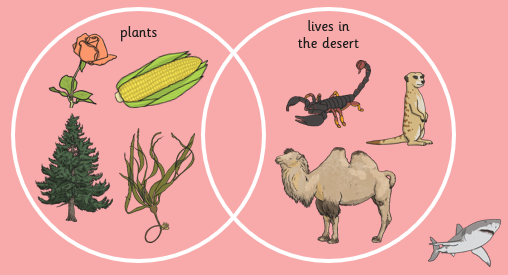 plants
lives in
the desert